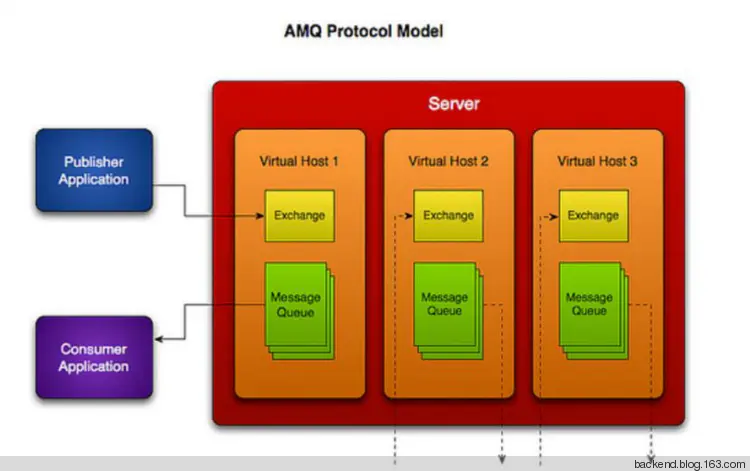 AMQ Protocol Model
Server
Publisher
Application
Virtual Host 1
Virtual Host 2
Virtual Host 3
Exchange
Exchange
Exchange
Message
Queue
Message
Queue
Message
Queue
Consumer
Application
backend.blog.163.com